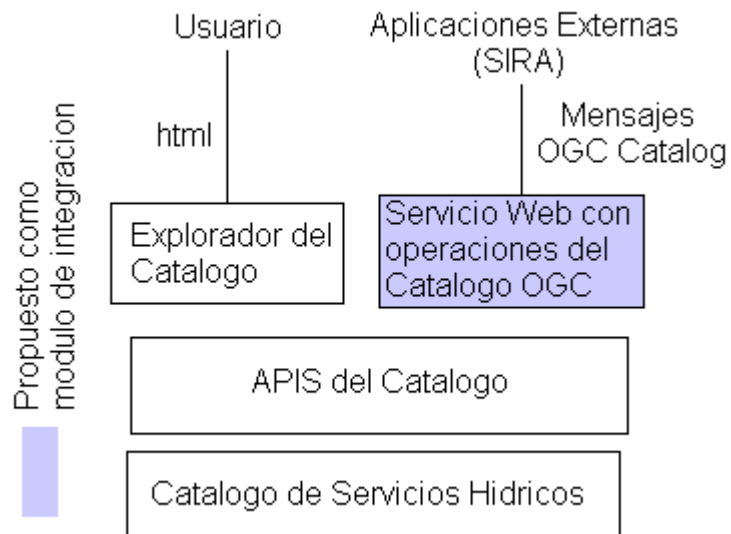 Usuario
Aplicaciones Externas
(SIRA)
html
Mensajes
OGC Catalog
Explorador del
Catalogo
Servicio Web con
operaciones del
Catalogo OGC
APIS del Catalogo
Catalogo de Servicios Hidricos
Propuesto como
modulo de integracion